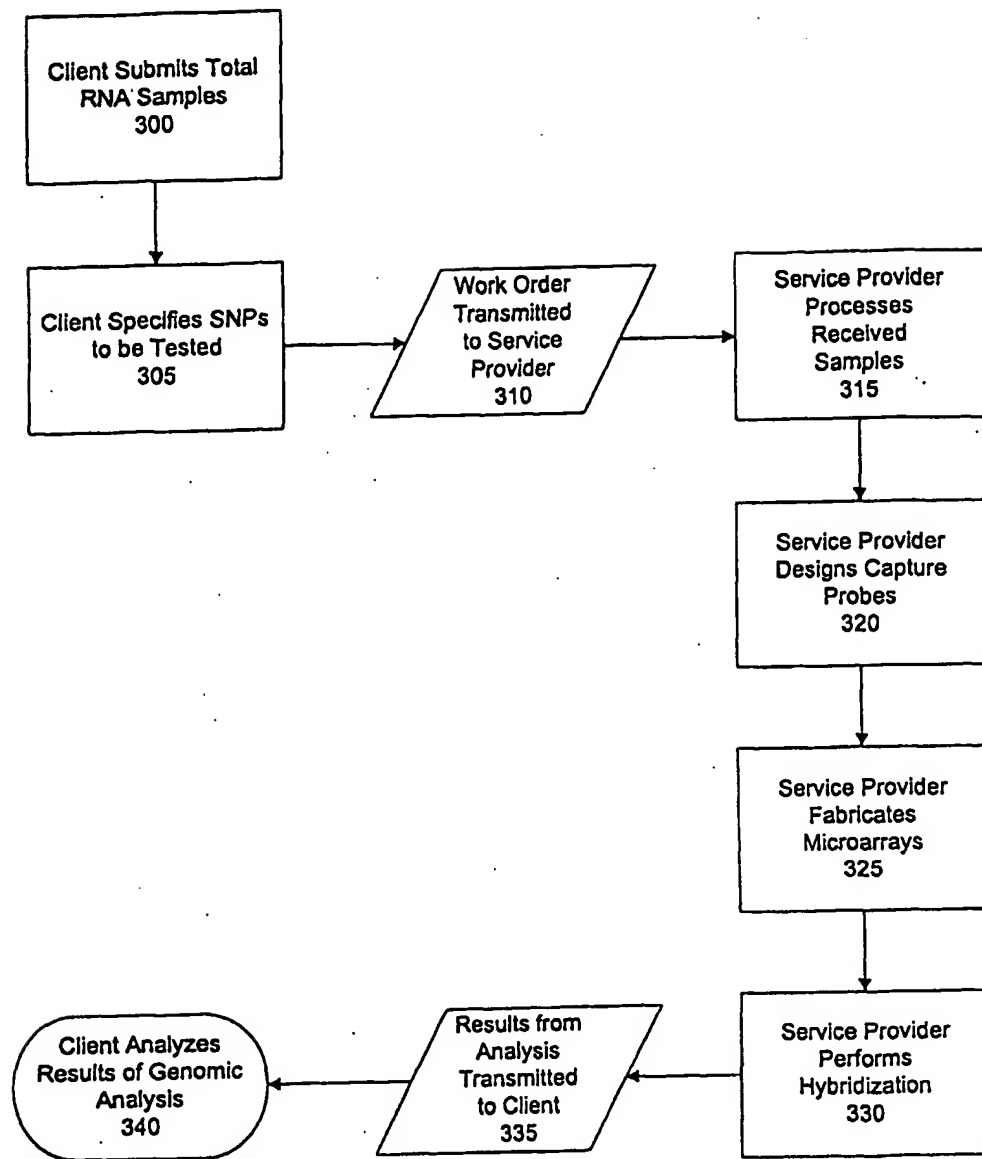 Client Submits Total
RNA Samples
300
Client Specifies SNPs
to be Tested
305
Work Order
Transmitted
to Service
Provider
310
Service Provider
Processes
Received
Samples
315
Service Provider
Designs Capture
Probes
320
Service Provider
Fabricates
Microarrays
325
Service Provider
Performs
Hybridization
330
Results from
Analysis
Transmitted
to Client
335
Client Analyzes
Results of Genomic
Analysis
340